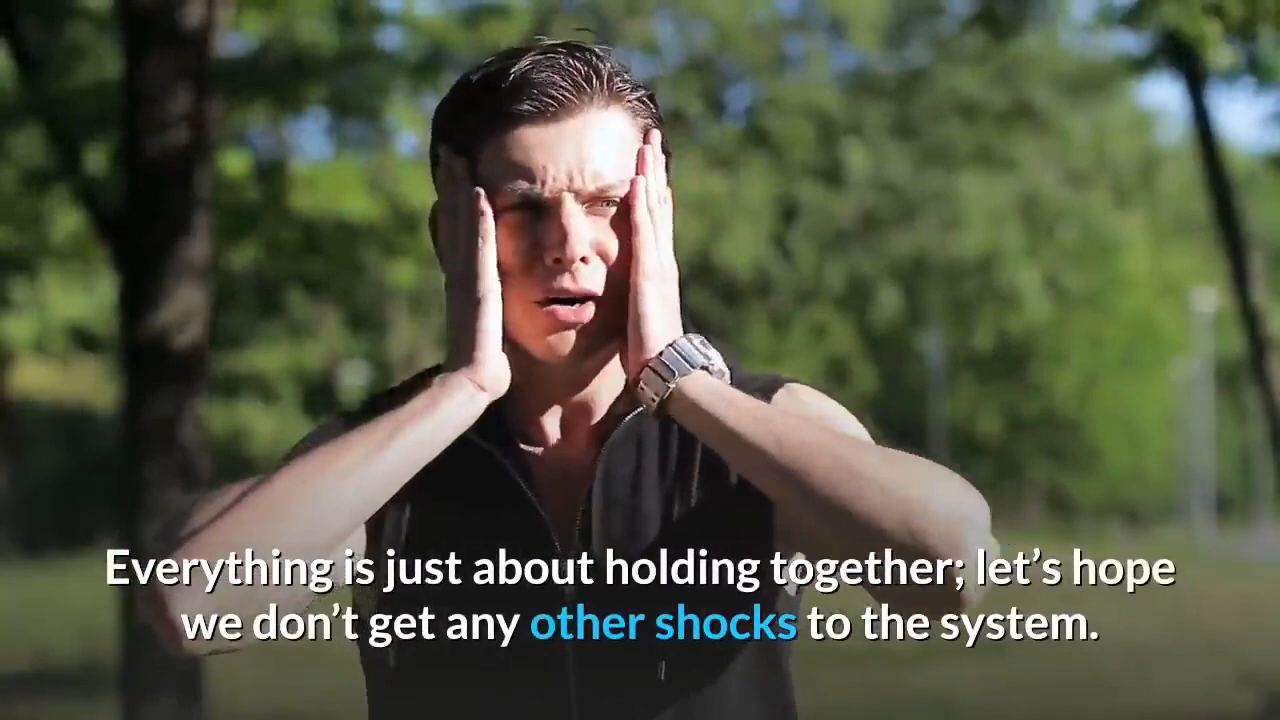 Everything is just about holding together; let’s hope
we don’t get any other shocks to the system.